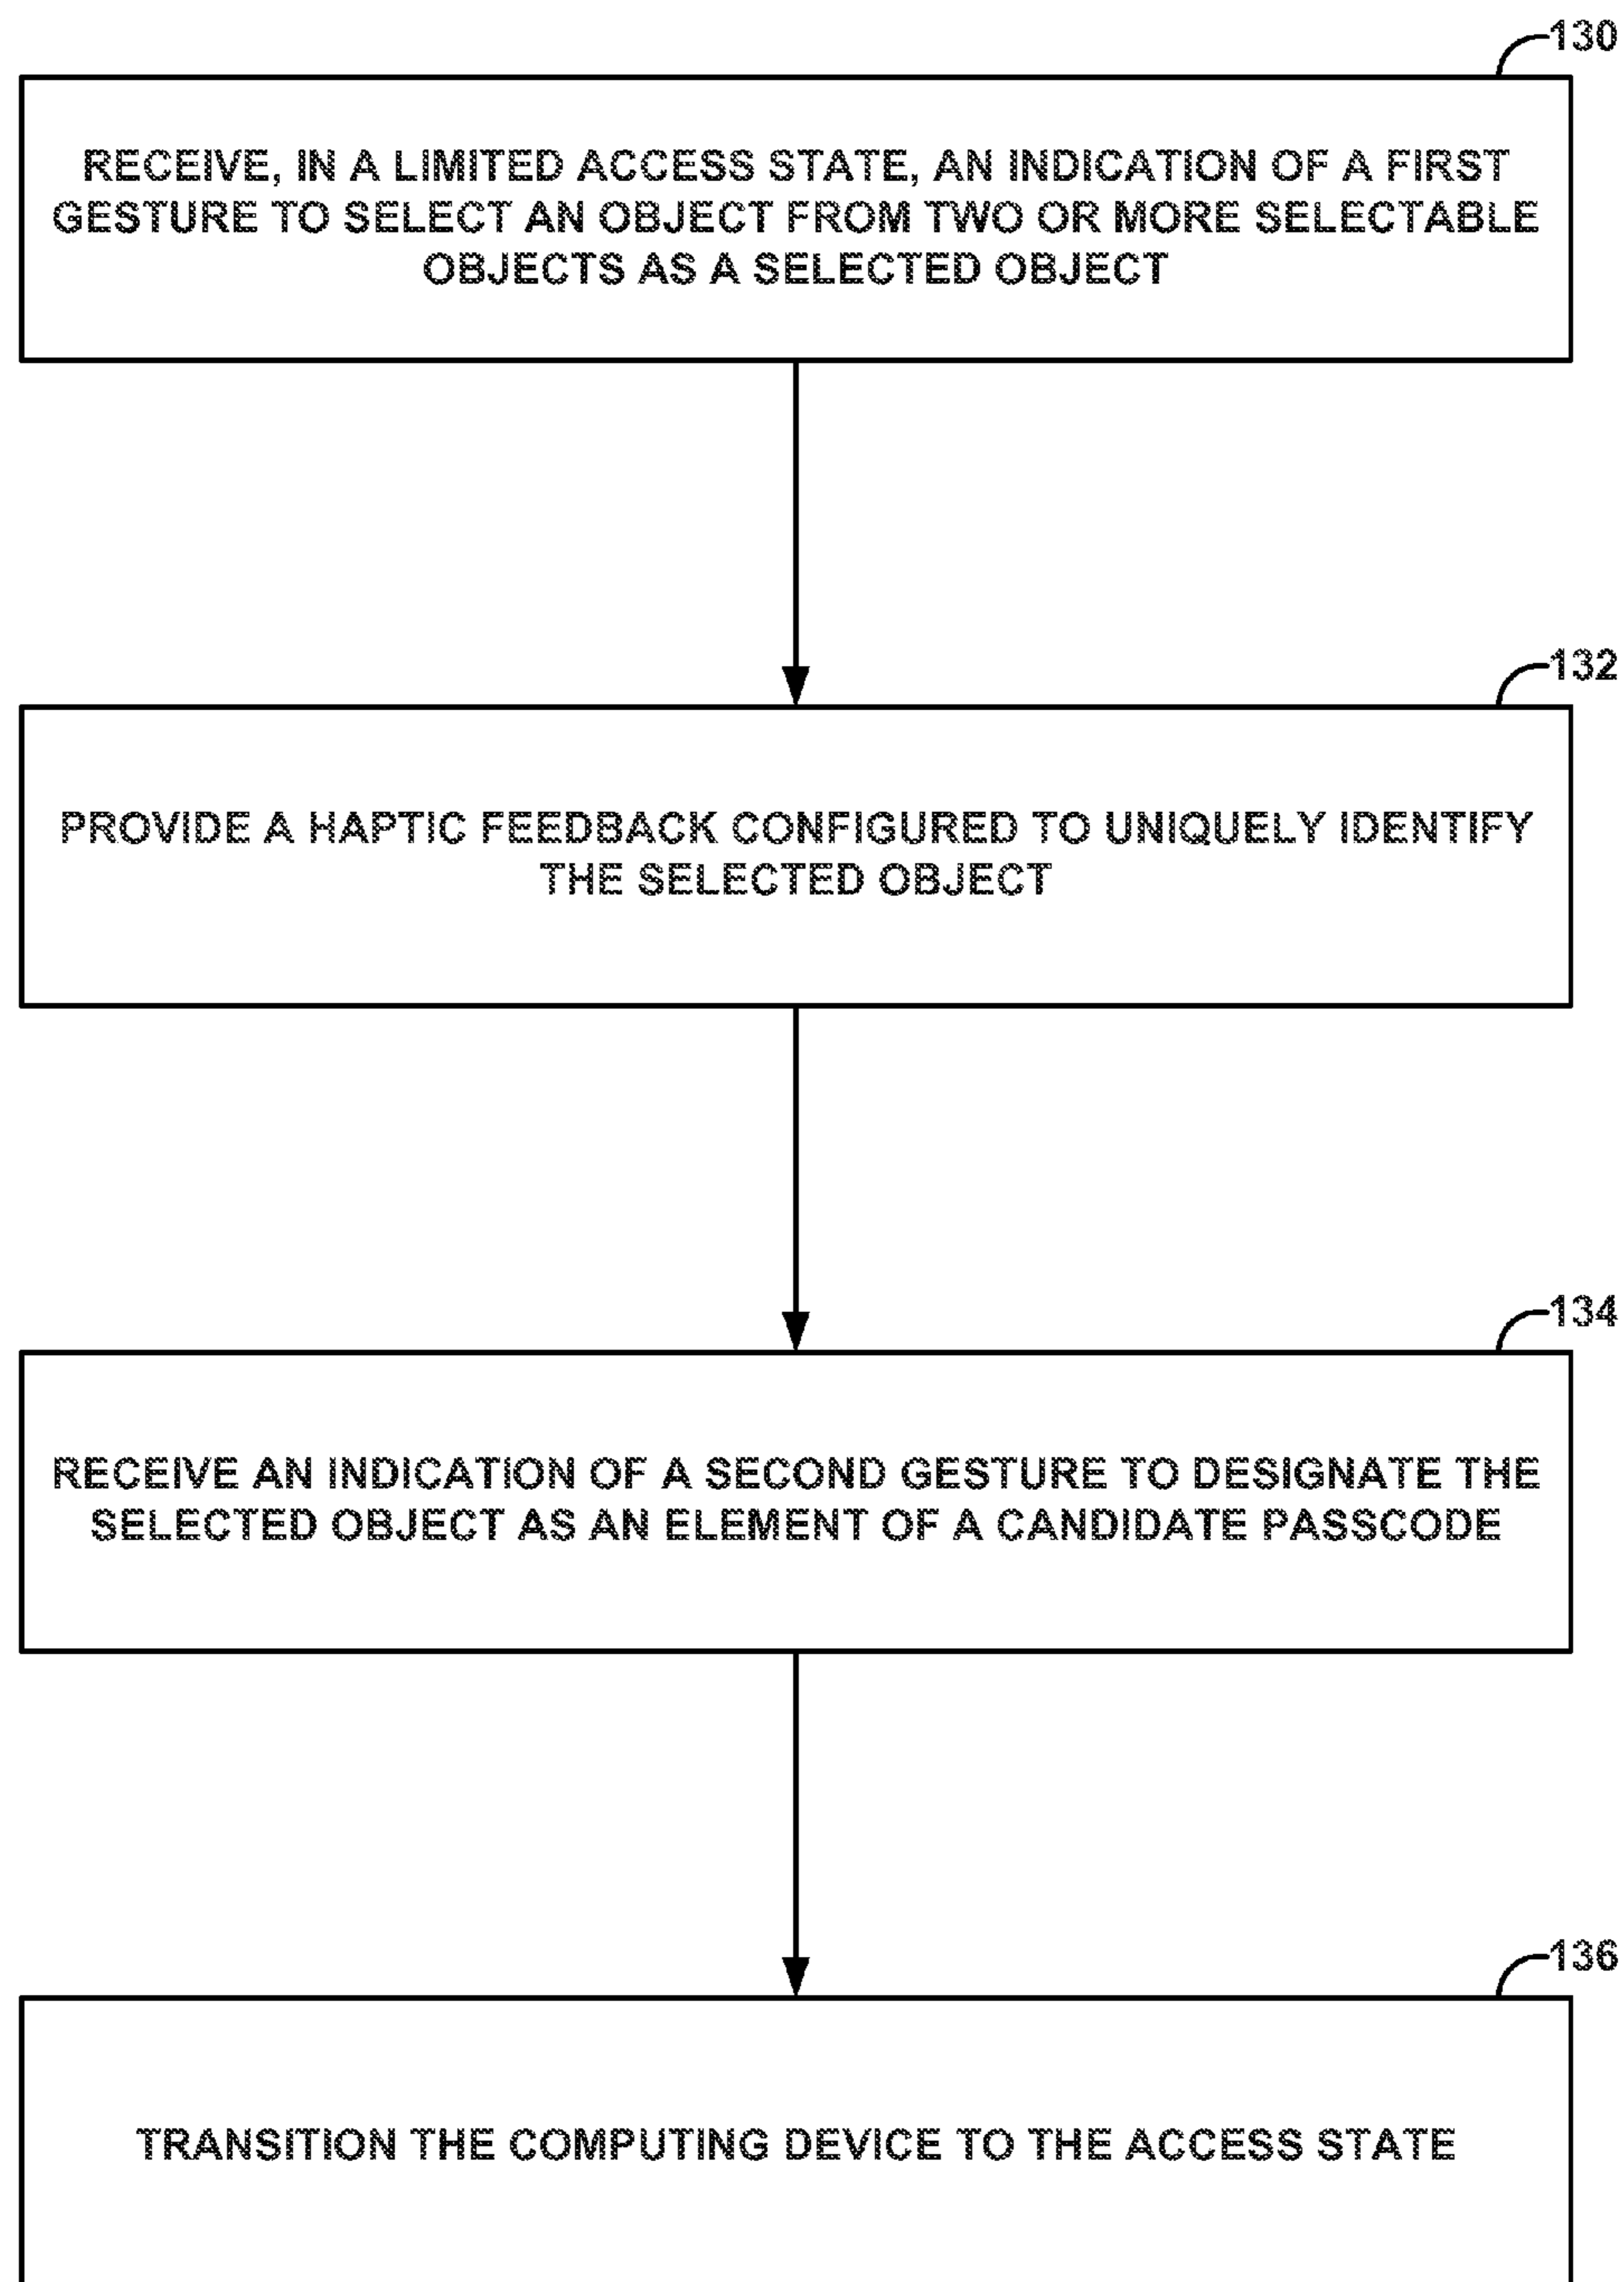 130
RECEIVE, IN A LIMITED ACCESS STATE, AN INDICATION OF A FIRST
GESTURE TO SELECT AN OBJECT FROM TWO OR MORE SELECTABLE
OBJECTS AS A SELECTED OBJECT
132
PROVIDE A HAPTIC FEEDBACK CONFIGURED TO UNIQUELY IDENTIFY
THE SELECTED OBJECT
134
RECEIVE AN INDICATION OF A SECOND GESTURE TO DESIGNATE THE
SELECTED OBJECT AS AN ELEMENT OF A CANDIDATE PASSCODE
136
TRANSITION THE COMPUTING DEVICE TO THE ACCESS STATE